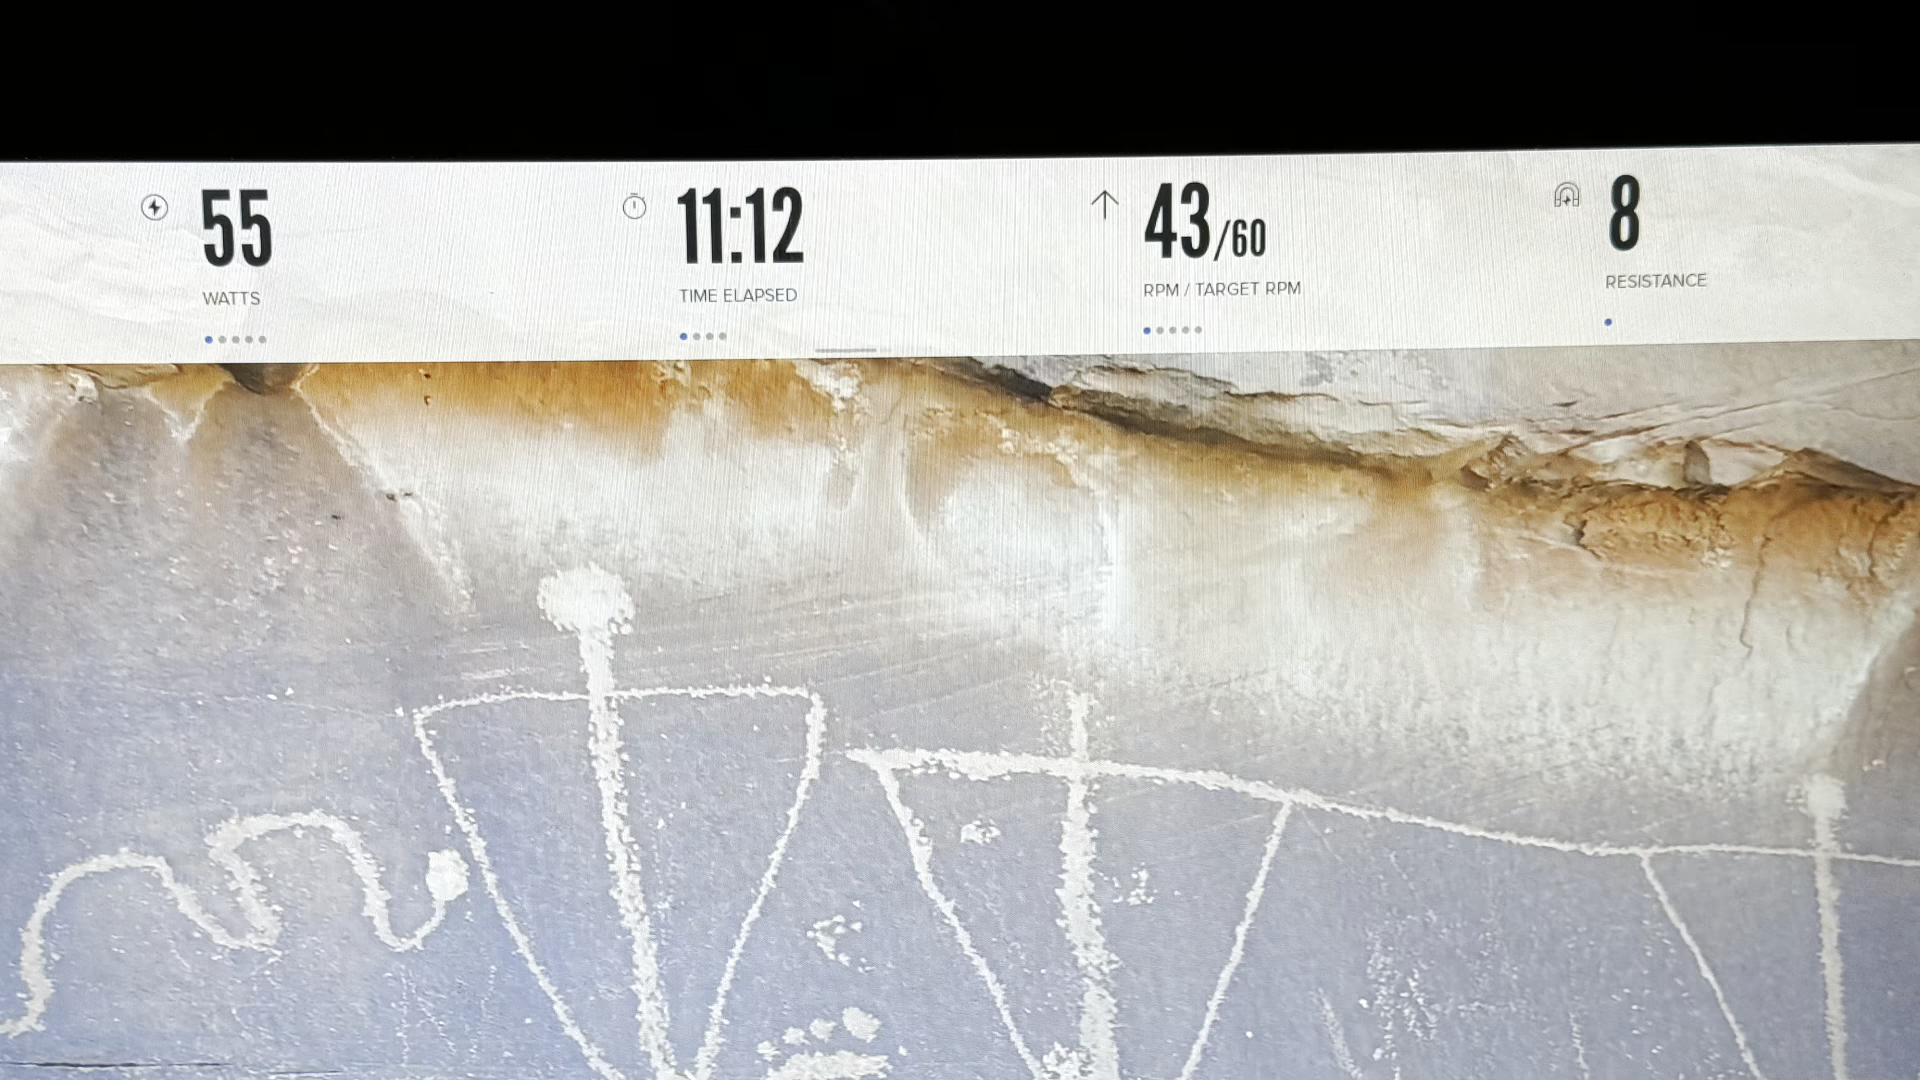 55
WATTS
11:12
TIME ELAPSED
43/60
RPM / TARGET RPM
8
RESISTANCE